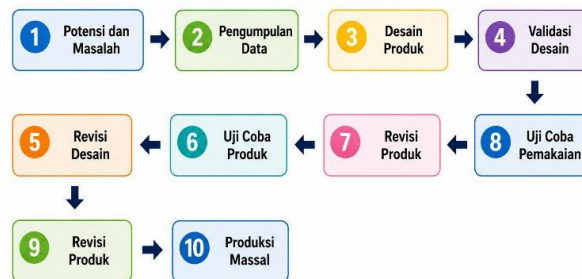 1 Potensi dan
Masalah
2 Pengumpulan
Data
3 Desain
Produk
4 Validasi
Desain
5 Revisi
Desain
6 Uji Coba
Produk
7 Revisi
Produk
8 Uji Coba
Pemakaian
9 Revisi
Produk
10 Produksi
Massal